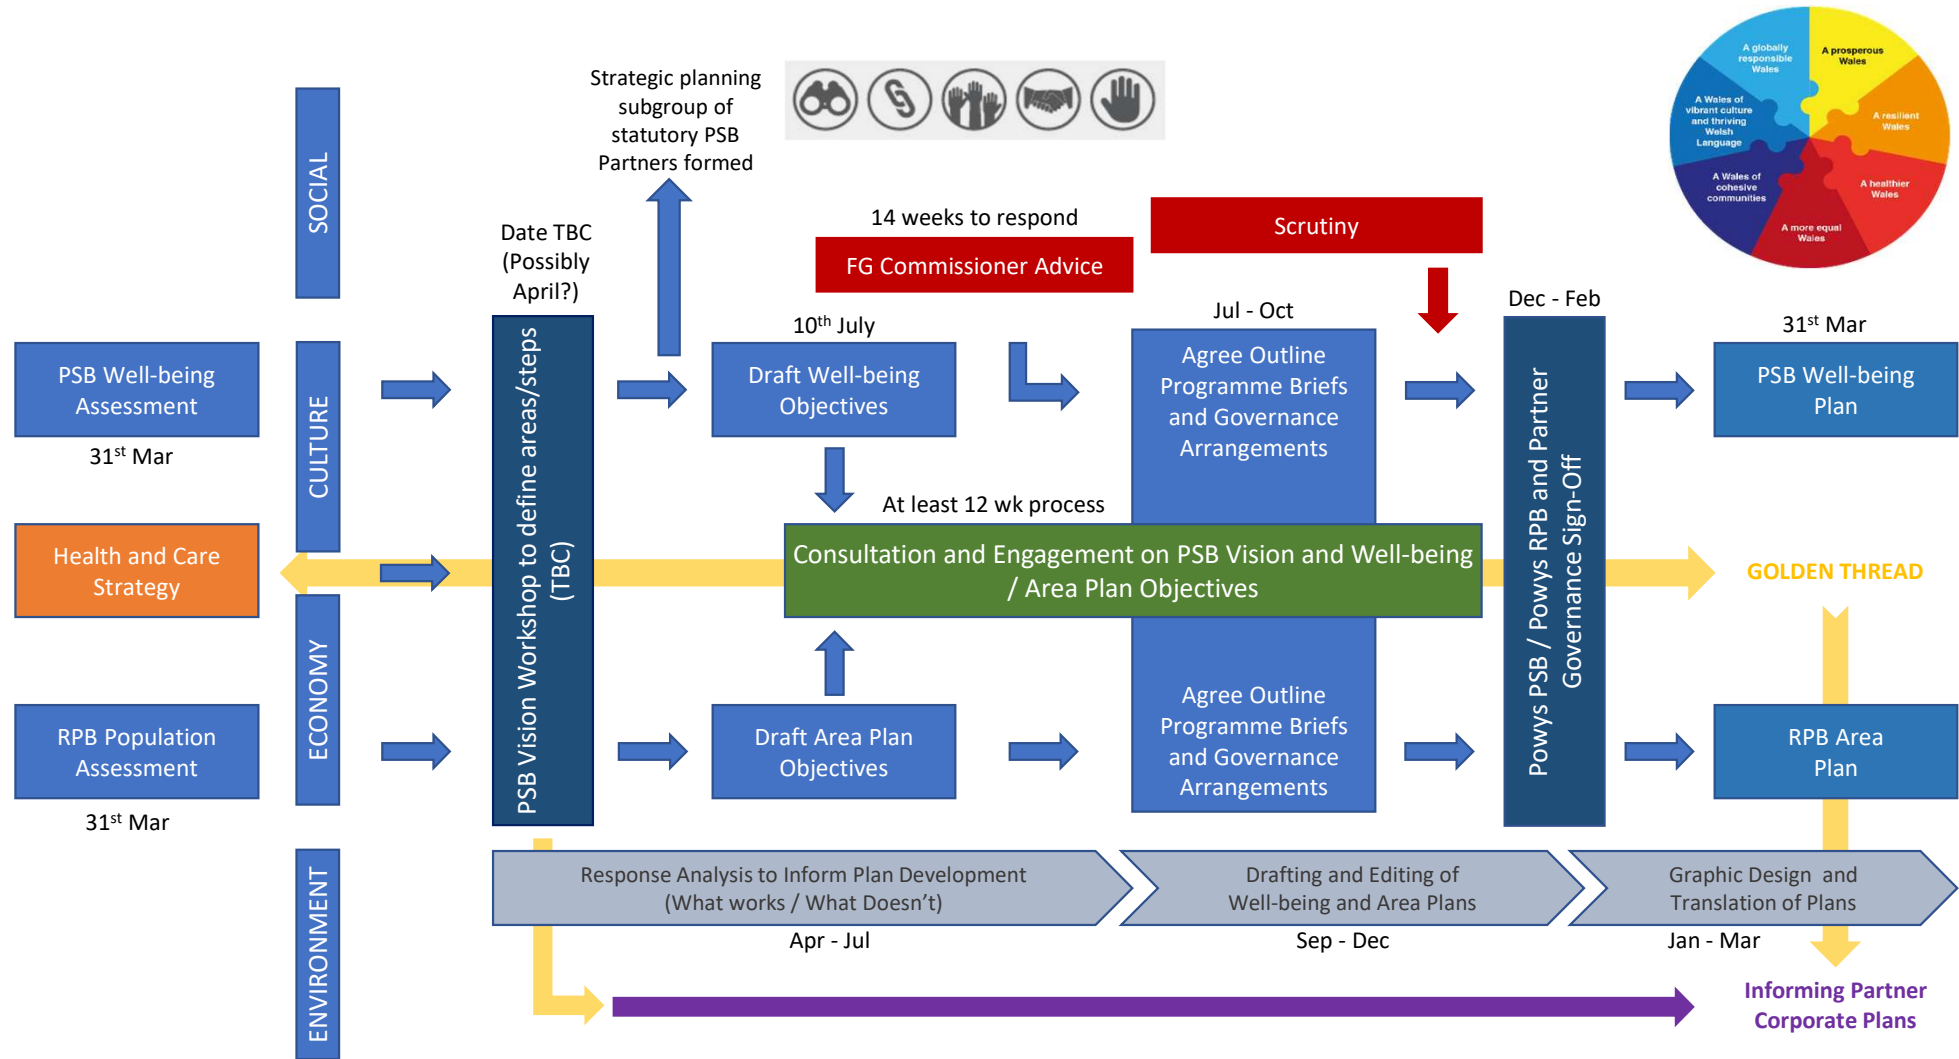 Strategic planning
subgroup of
statutory PSB
Partners formed
A globally
responsible
Wales
A prosperous
Wales
A Wales of
vibrant culture
and thriving
Welsh
Language
A resilient
Wales
A Wales of
cohesive
communities
A healthier
Wales
A more equal
Wales
SOCIAL
CULTURE
ECONOMY
ENVIRONMENT
Date TBC
(Possibly
April?)
14 weeks to respond
FG Commissioner Advice
Scrutiny
PSB Well-being
Assessment
31st Mar
Health and Care
Strategy
RPB Population
Assessment
31st Mar
PSB Vision Workshop to define areas/steps
(TBC)
10th July
Draft Well-being
Objectives
At least 12 wk process
Consultation and Engagement on PSB Vision and Well-being
/ Area Plan Objectives
Draft Area Plan
Objectives
Jul - Oct
Agree Outline
Programme Briefs
and Governance
Arrangements
Agree Outline
Programme Briefs
and Governance
Arrangements
Dec - Feb
Powys PSB / Powys RPB and Partner
Governance Sign-Off
31st Mar
PSB Well-being
Plan
GOLDEN THREAD
RPB Area
Plan
Response Analysis to Inform Plan Development
(What works / What Doesn't)
Apr - Jul
Drafting and Editing of
Well-being and Area Plans
Sep - Dec
Graphic Design and
Translation of Plans
Jan - Mar
Informing Partner
Corporate Plans